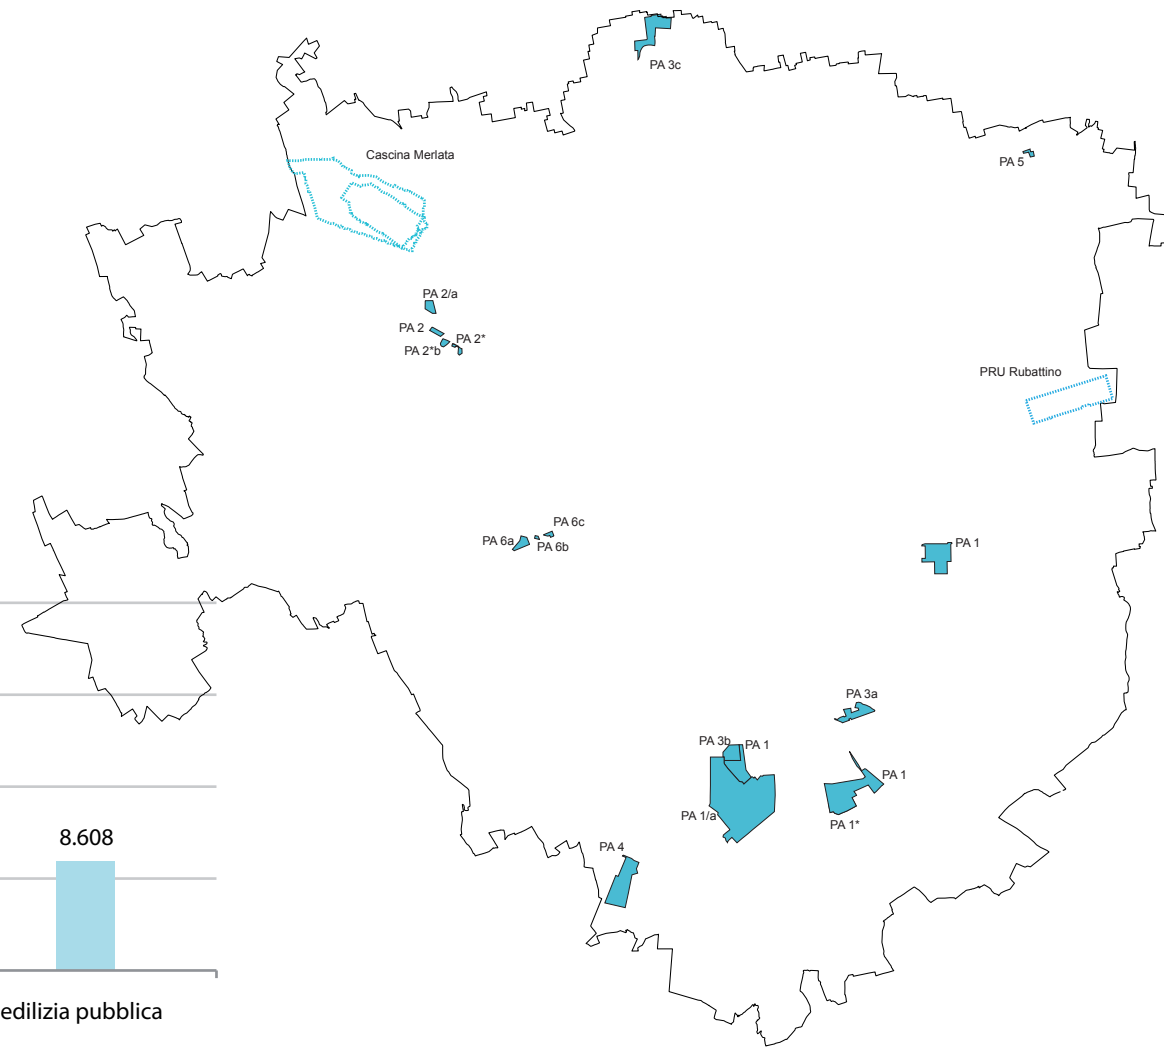 PA 3c
Cascina Merlata
PA 5
PA 2/a
PA 2
PA 2*
PA 2*b
PRU Rubattino
PA 6c
PA 6a
PA 6b
PA 1
PA 3a
PA 3b
PA 1
PA 1
PA 1/a
PA 1*
8.608
PA 4
edilizia pubblica